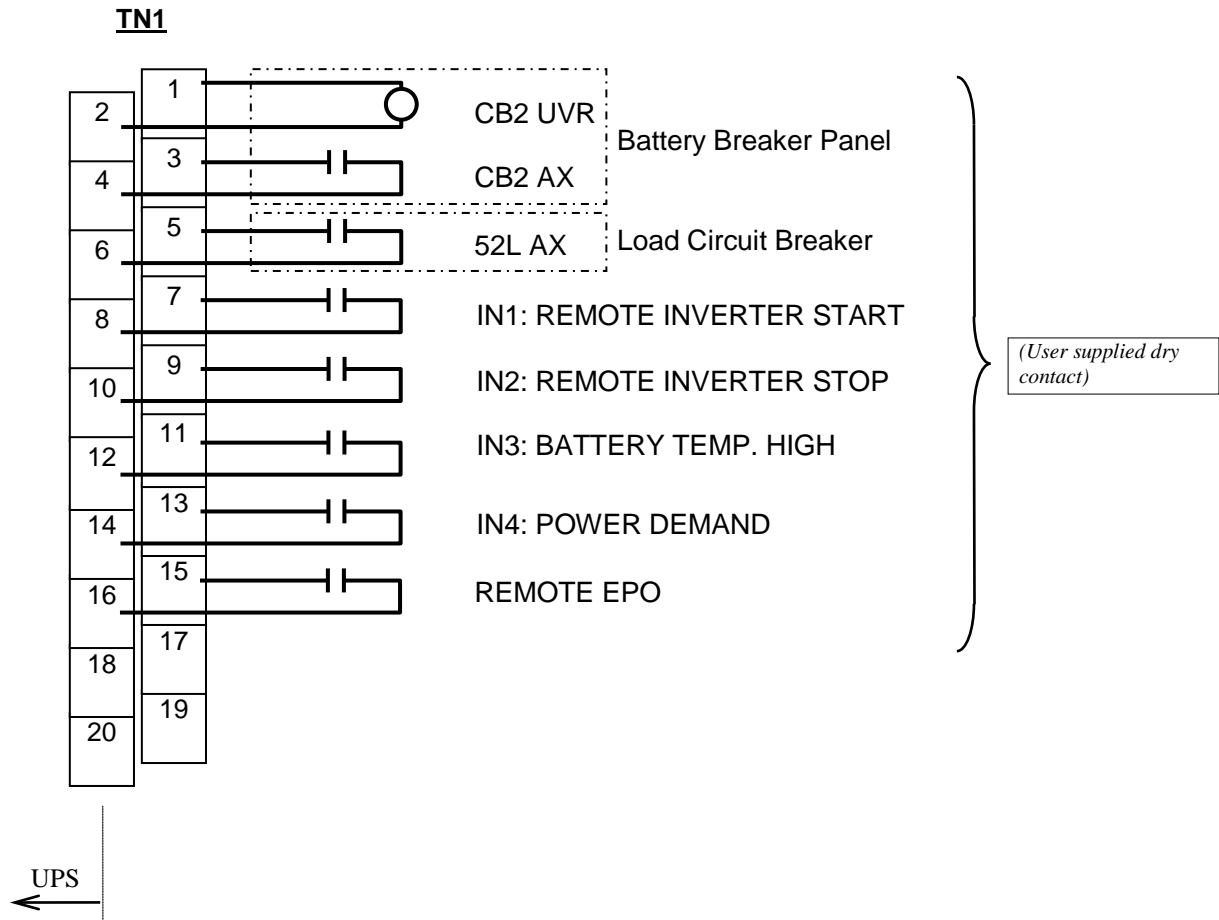 TN1
1
2
CB2 UVR
Battery Breaker Panel
3
4
CB2 AX
5
6
52L AX
Load Circuit Breaker
7
8
IN1: REMOTE INVERTER START
9
10
IN2: REMOTE INVERTER STOP
(User supplied dry
contact)
11
12
IN3: BATTERY TEMP. HIGH
13
14
IN4: POWER DEMAND
15
16
REMOTE EPO
17
18
19
20
UPS